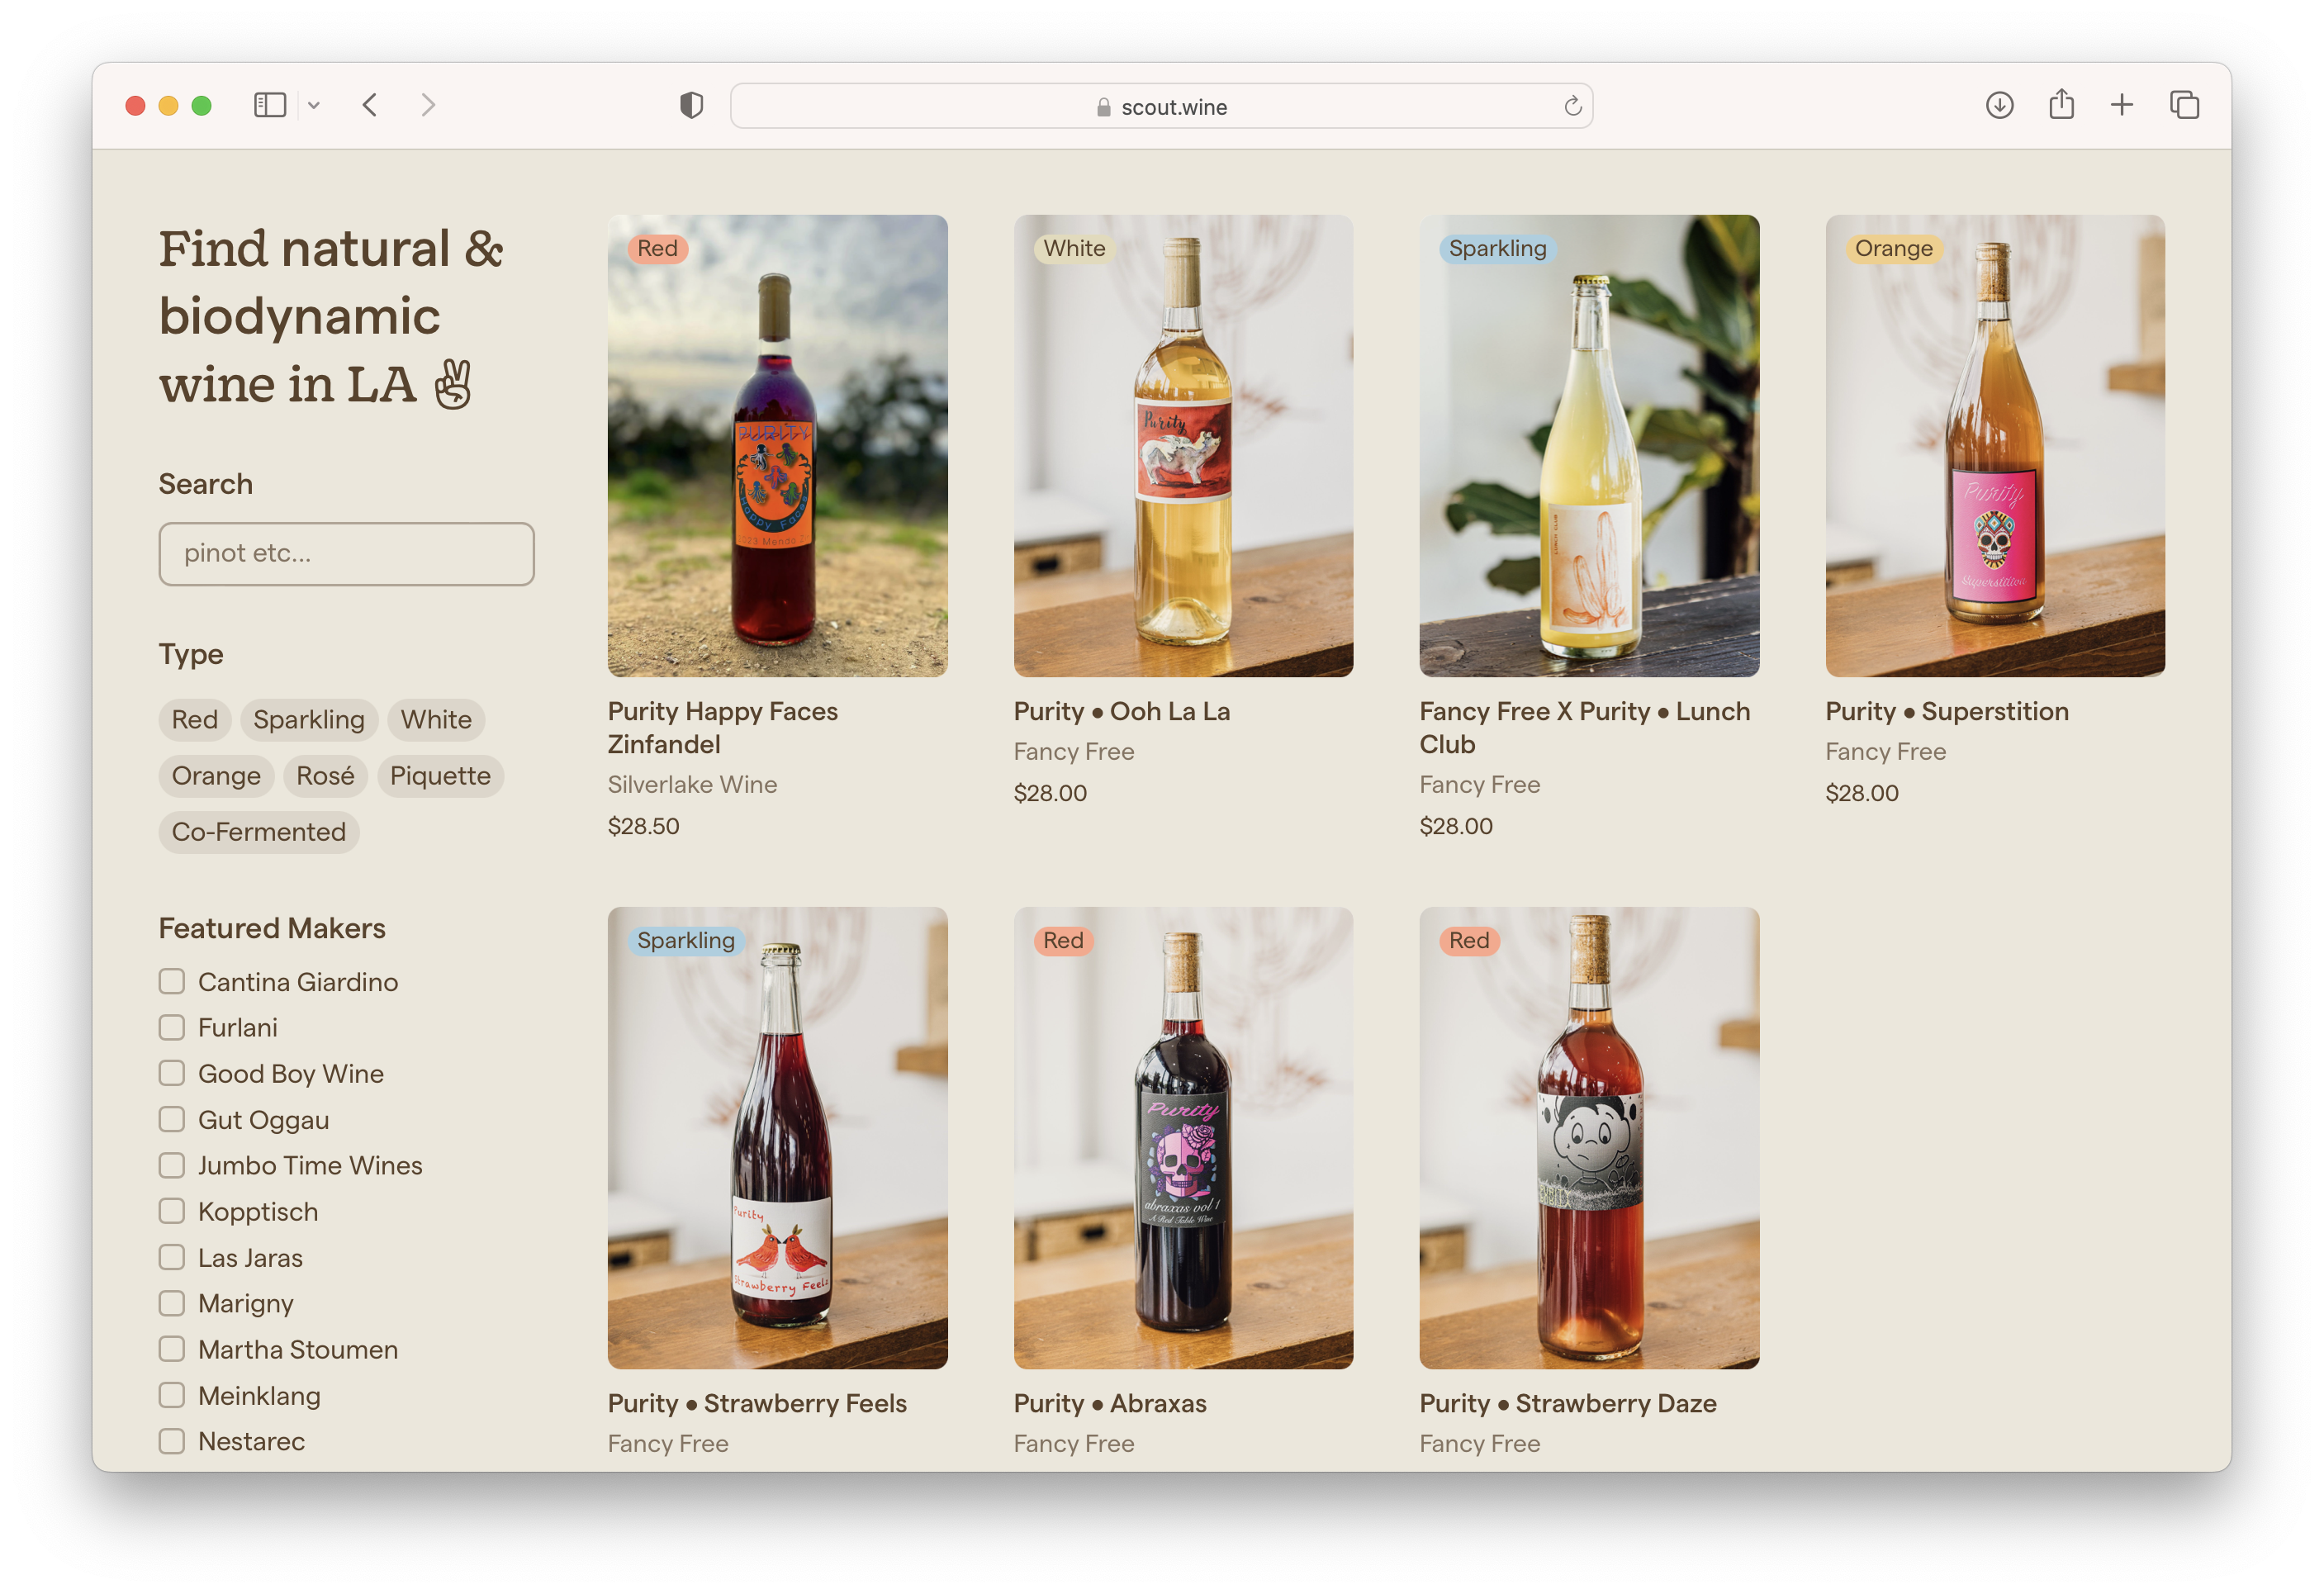 scout.wine
Find natural &
biodynamic
wine in LA ✌
Search
pinot etc...
Type
Red
Sparkling
White
Orange
Rosé
Piquette
Co-Fermented
Featured Makers
Cantina Giardino
Furlani
Good Boy Wine
Gut Oggau
Jumbo Time Wines
Kopptisch
Las Jaras
Marigny
Martha Stoumen
Meinklang
Nestarec
Red
PURITY
Happy Faces
2023 Mendo
Purity Happy Faces
Zinfandel
Silverlake Wine
$28.50
White
Purity
Purity • Ooh La La
Fancy Free
$28.00
Sparkling
LUNCH CLUB
Fancy Free X Purity • Lunch
Club
Fancy Free
$28.00
Orange
Purity
Superstition
Purity • Superstition
Fancy Free
$28.00
Sparkling
Purity
Strawberry Feels
Purity • Strawberry Feels
Fancy Free
Red
Purity
abraxas vol 1
A Red Table Wine
Purity • Abraxas
Fancy Free
Red
Purity • Strawberry Daze
Fancy Free